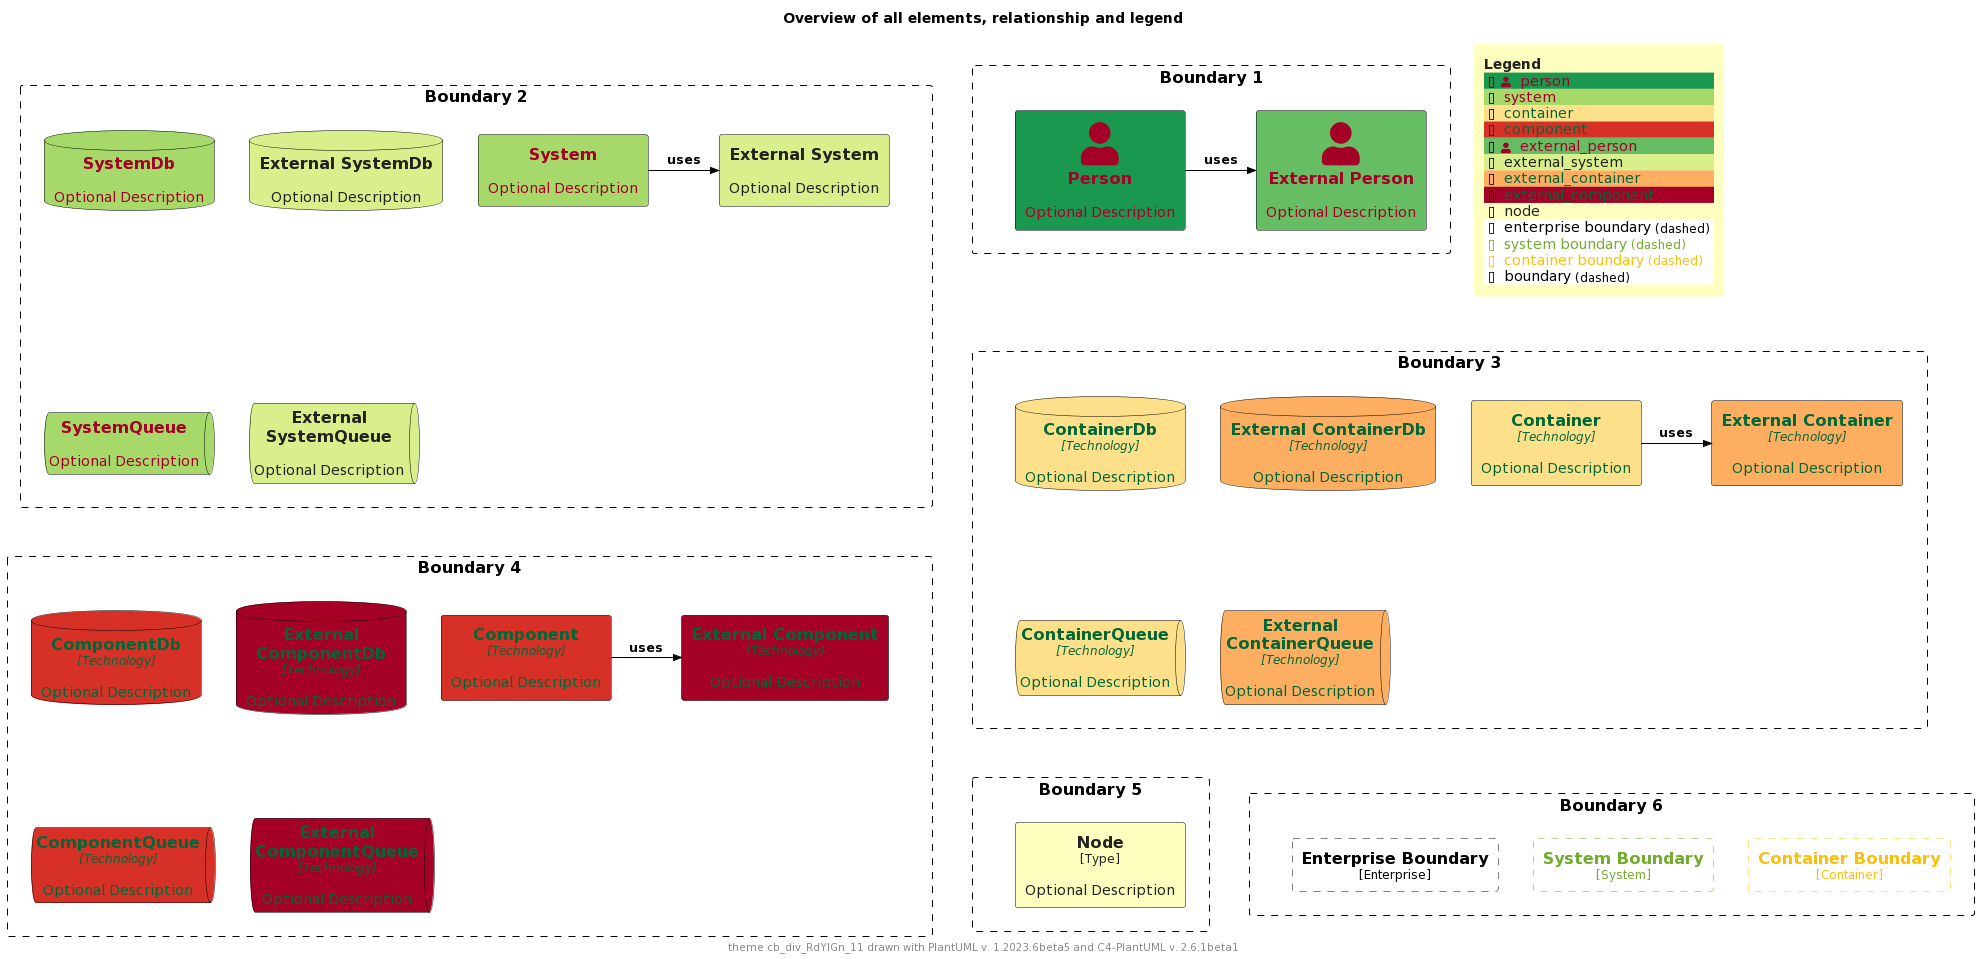 Overview of all elements, relationship and legend
Boundary 2
SystemDb
Optional Description
External SystemDb
Optional Description
System
Optional Description
uses
External System
Optional Description
SystemQueue
Optional Description
External
SystemQueue
Optional Description
Boundary 1
Person
Optional Description
uses
External Person
Optional Description
Legend
person
system
container
component
external_person
external_system
external_container
external_component
node
enterprise boundary (dashed)
system boundary (dashed)
container boundary (dashed)
boundary (dashed)
Boundary 3
ContainerDb
[Technology]
Optional Description
External ContainerDb
[Technology]
Optional Description
Container
[Technology]
Optional Description
uses
External Container
[Technology]
Optional Description
ContainerQueue
[Technology]
Optional Description
External
ContainerQueue
[Technology]
Optional Description
Boundary 4
ComponentDb
[Technology]
Optional Description
External
ComponentDb
[Technology]
Optional Description
Component
[Technology]
Optional Description
uses
External Component
[Technology]
Optional Description
ComponentQueue
[Technology]
Optional Description
External
ComponentQueue
[Technology]
Optional Description
Boundary 5
Node
[Type]
Optional Description
Boundary 6
Enterprise Boundary
[Enterprise]
System Boundary
[System]
Container Boundary
[Container]
theme cb_div_RdYlGn_11 drawn with PlantUML v. 1.2023.6beta5 and C4-PlantUML v. 2.6.1beta1